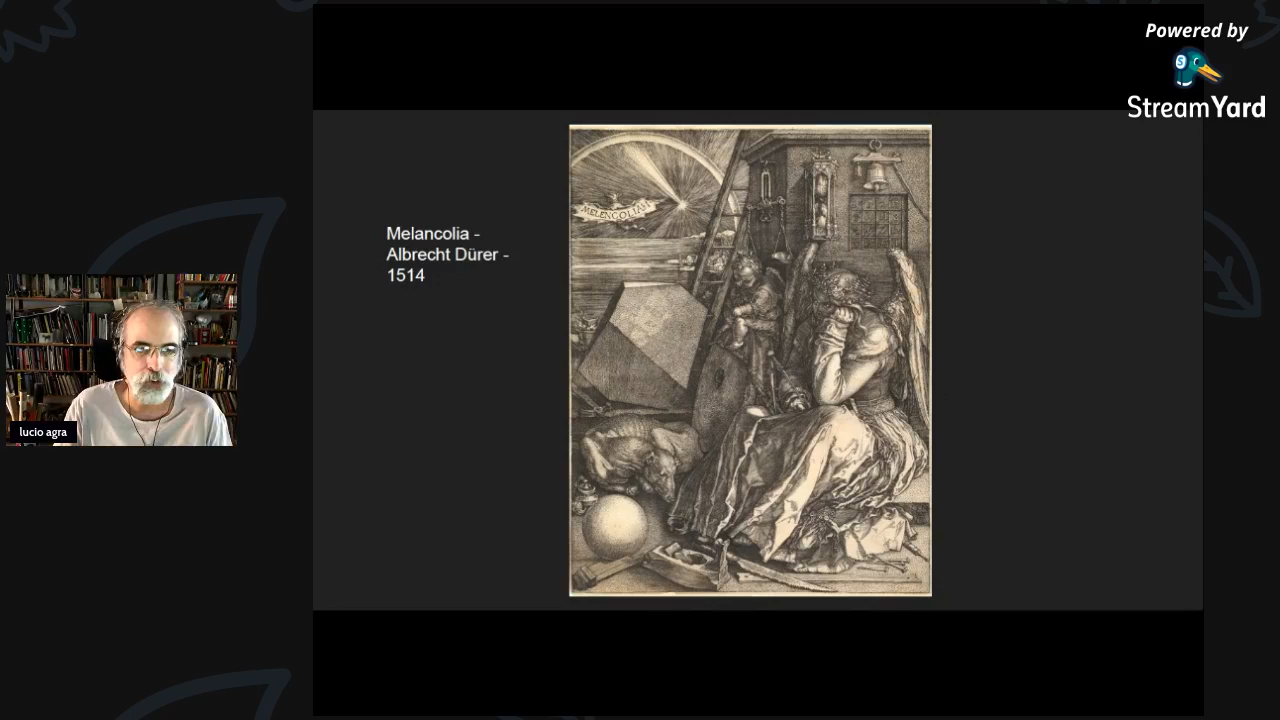 Powered by
StreamYard
Melancolia -
Albrecht Dürer -
1514
MELENCOLIA§I
lucio agra